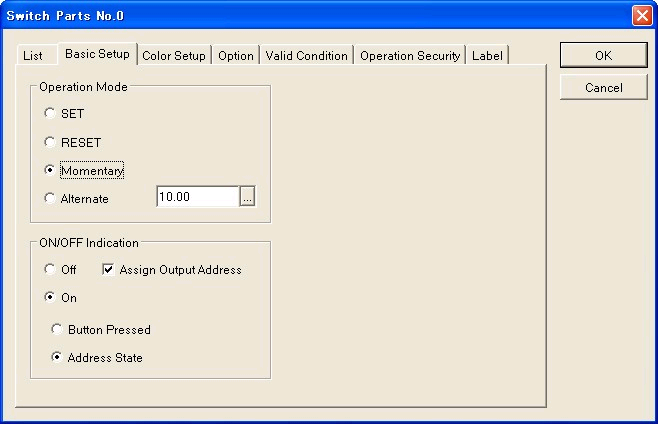 Switch Parts No.0
List Basic Setup Color Setup Option Valid Condition Operation Security Label
OK
Cancel
Operation Mode
SET
RESET
Momentary
Alternate 10.00 ...
ON/OFF Indication
Off Assign Output Address
On
Button Pressed
Address State